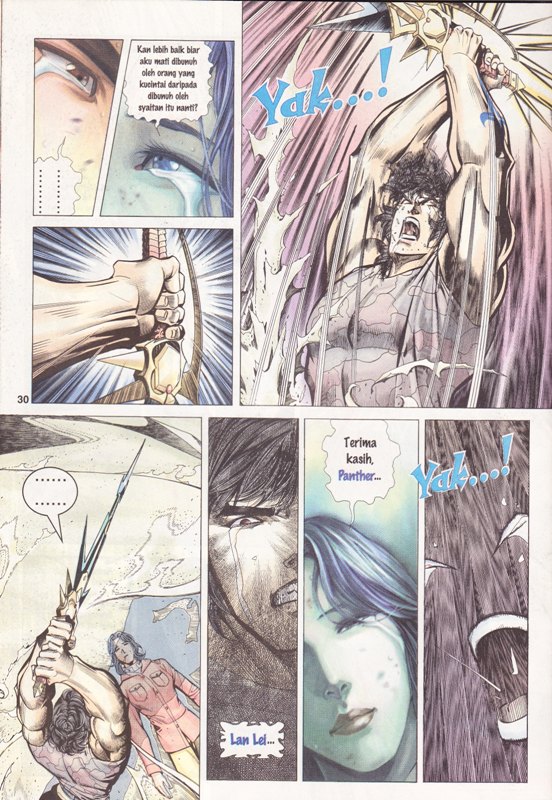 Kan lebih baik biar
aku mati dibunuh
oleh orang yang
kucintai daripada
dibunuh oleh
syaitan itu nanti?
......
......
Yak...!
30
......
......
Lan Lei...
Terima
kasih,
Panther...
Yak...!